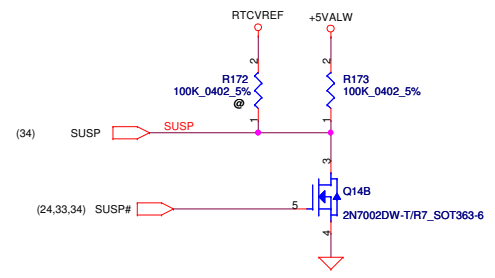 RTCVREF
+5VALW
2
2
R172
100K_0402_5%
@
R173
100K_0402_5%
1
1
(34)
SUSP
SUSP
3
Q14B
(24,33,34)
SUSP#
5
2N7002DW-T/R7_SOT363-6
4